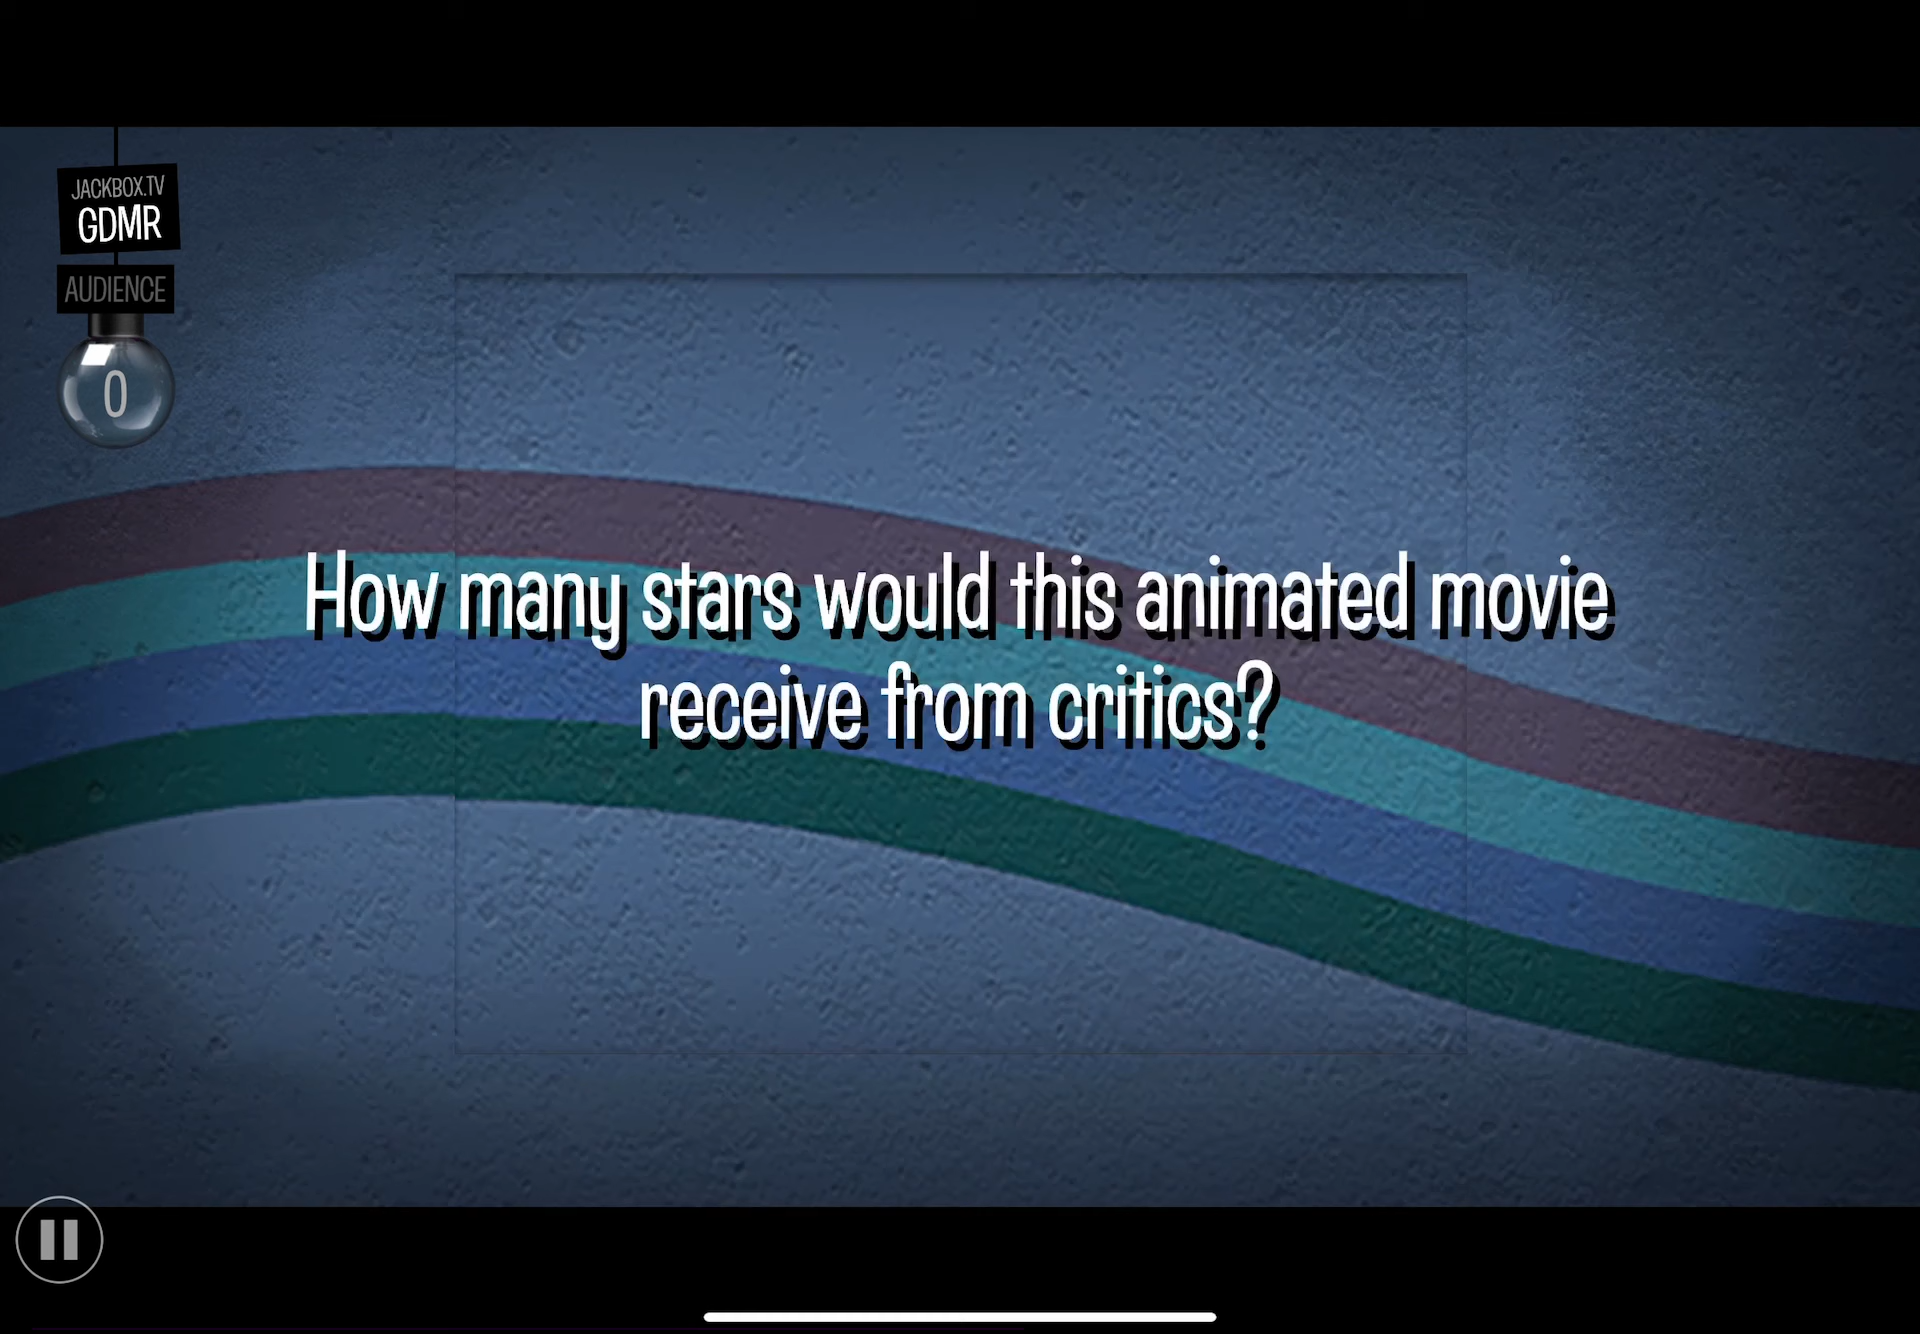 JACKBOX.TV
GDMR
AUDIENCE
0
How many stars would this animated movie
receive from critics?